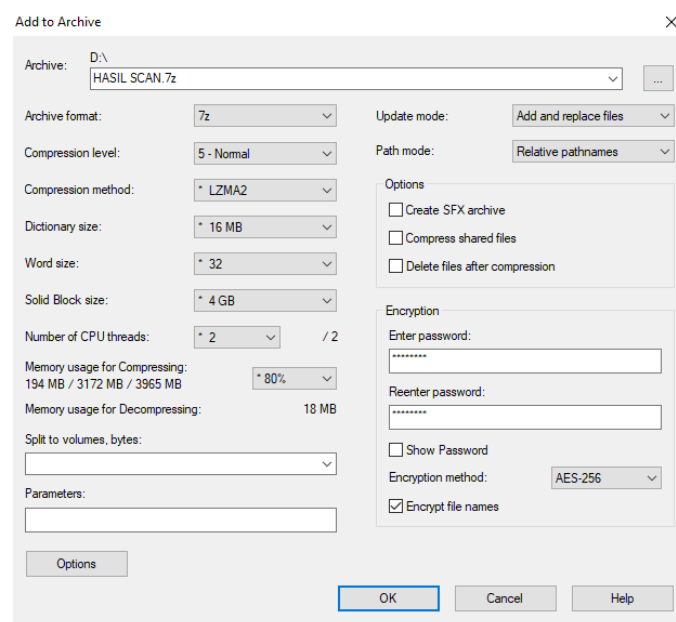 Add to Archive
Archive:
D:\
HASIL SCAN.7z
...
Archive format:
7z
Compression level:
5 - Normal
Compression method:
* LZMA2
Dictionary size:
* 16 MB
Word size:
* 32
Solid Block size:
* 4 GB
Number of CPU threads:
* 2
/ 2
Memory usage for Compressing:
194 MB / 3172 MB / 3965 MB
* 80%
Memory usage for Decompressing:
18 MB
Split to volumes, bytes:
Parameters:
Options
Update mode:
Add and replace files
Path mode:
Relative pathnames
Options
Create SFX archive
Compress shared files
Delete files after compression
Encryption
Enter password:
********
Reenter password:
********
Show Password
Encryption method:
AES-256
Encrypt file names
OK
Cancel
Help